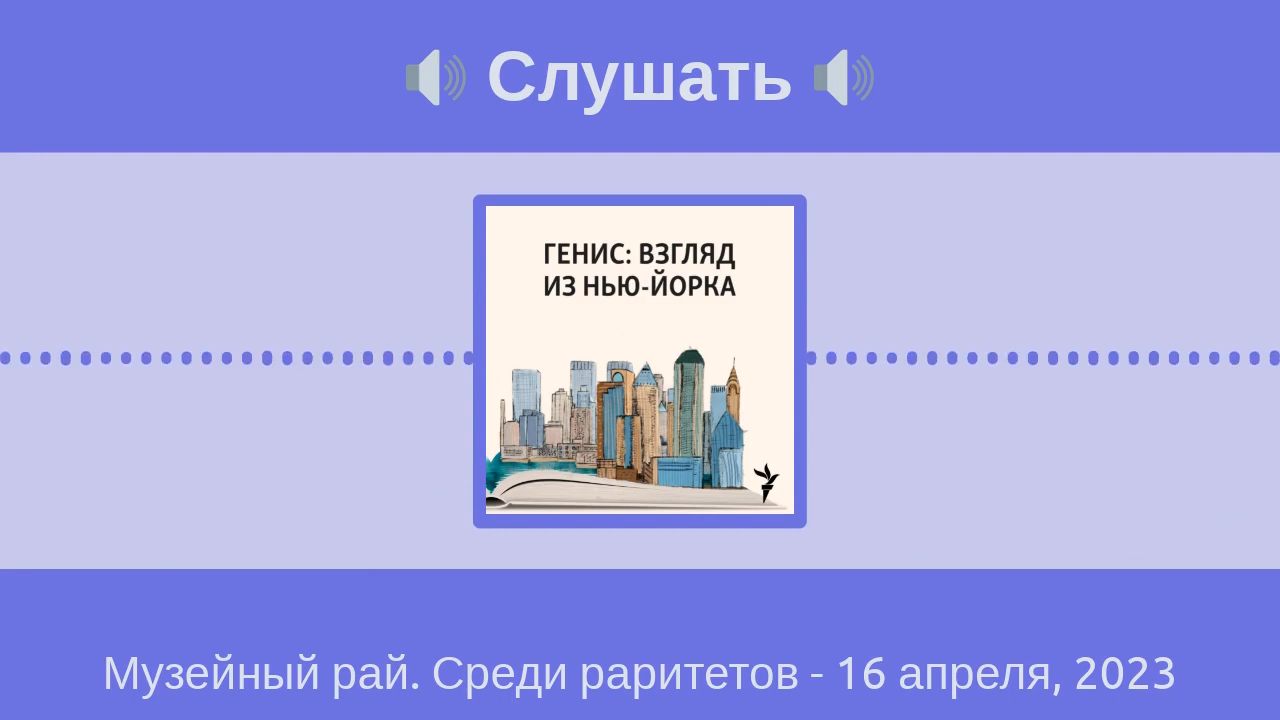 Слушать
ГЕНИС: ВЗГЛЯД
ИЗ НЬЮ-ЙОРКА
Музейный рай. Среди раритетов - 16 апреля, 2023